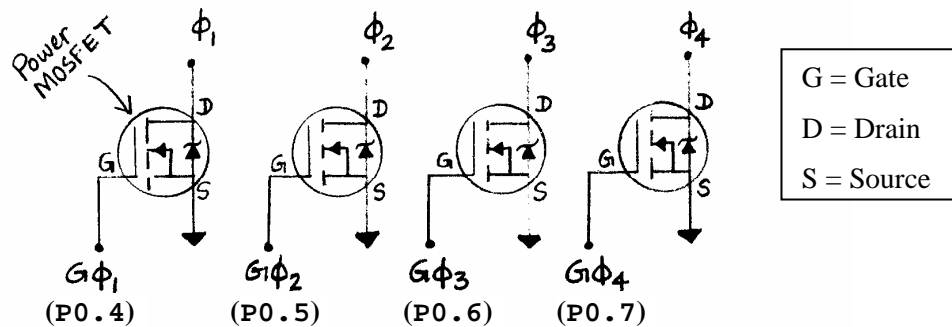 ϕ1 ϕ2 ϕ3 ϕ4
Power
MOSFET
D D D D
G G G G
S S S S
Gϕ1 Gϕ2 Gϕ3 Gϕ4
(P0.4) (P0.5) (P0.6) (P0.7)
G = Gate
D = Drain
S = Source